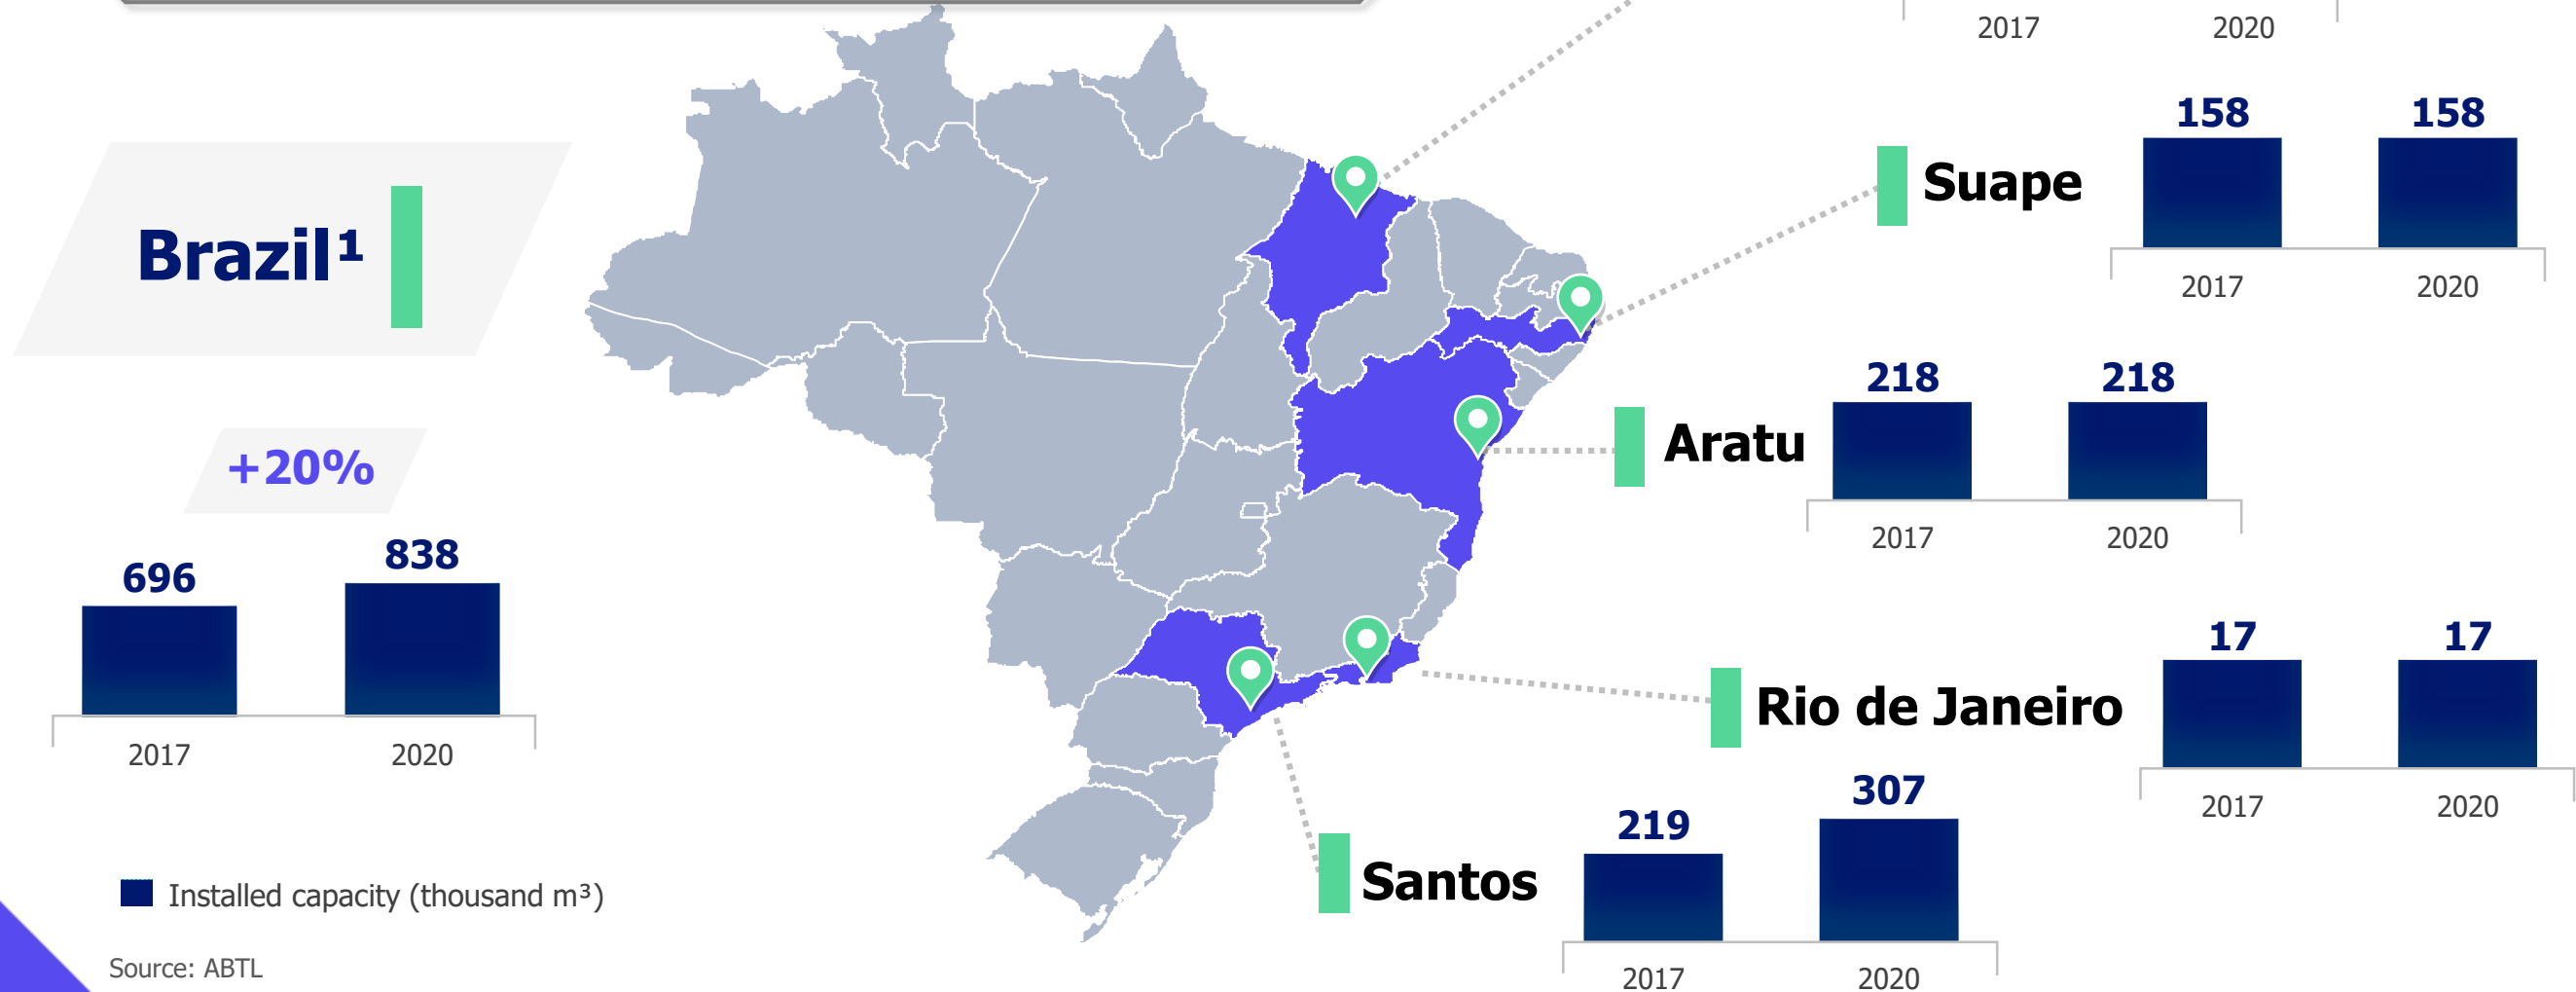 2017 2020
158 158
Suape
2017 2020
Brazil¹
218 218
Aratu
2017 2020
+20%
696 838
2017 2020
17 17
Rio de Janeiro
2017 2020
219 307
Santos
2017 2020
Installed capacity (thousand m³)
Source: ABTL